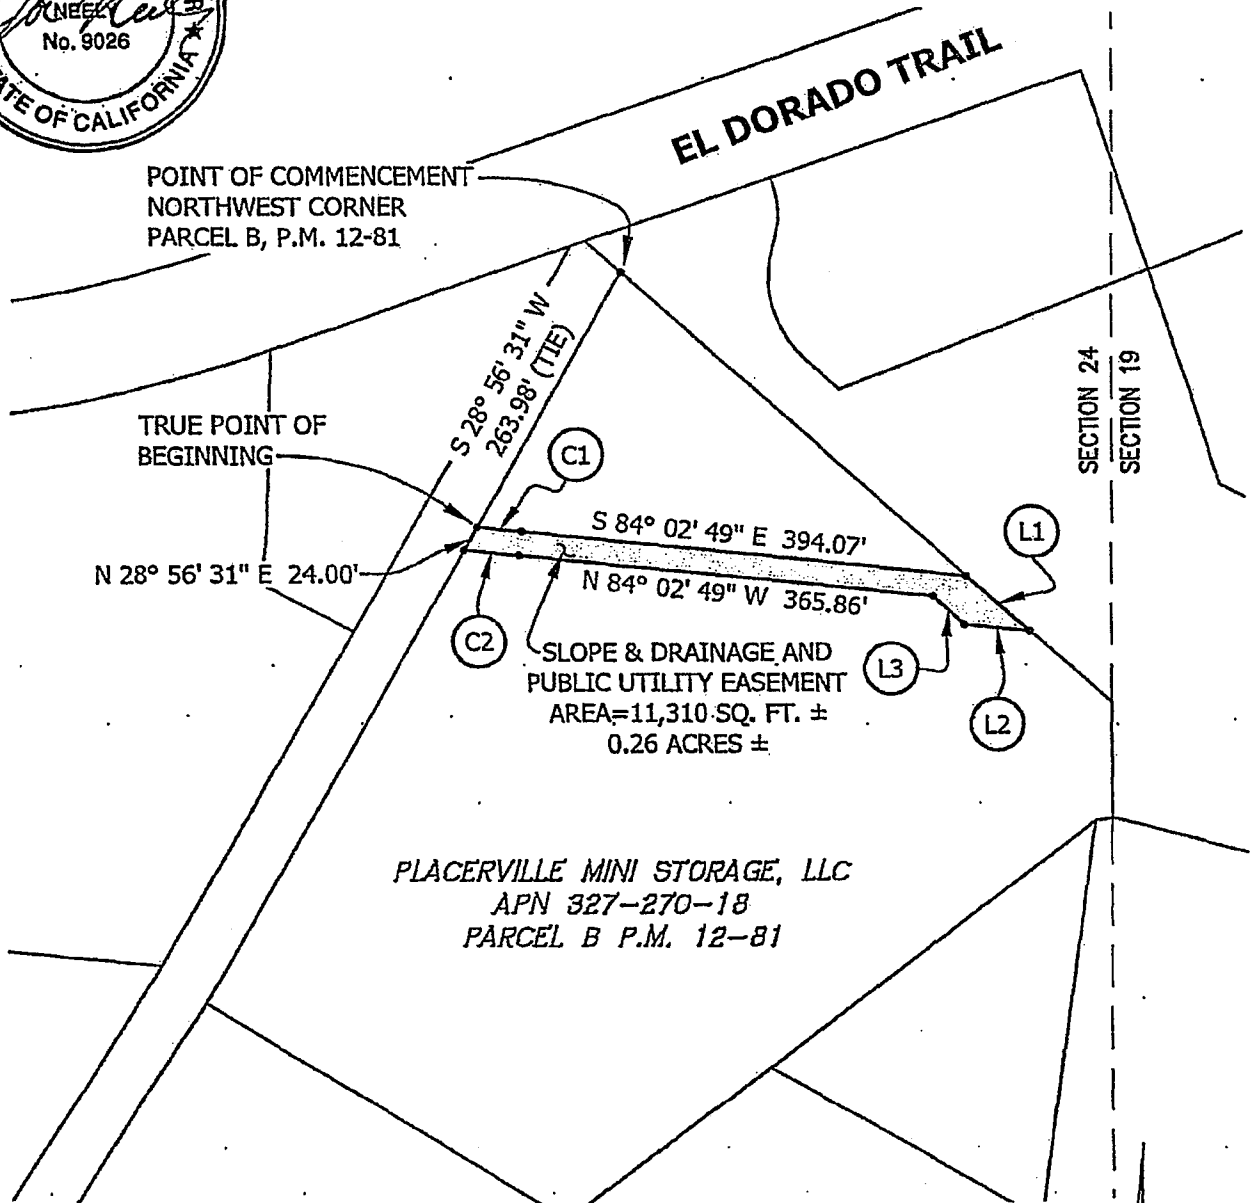 NEELY
No. 9026
STATE OF CALIFORNIA
EL DORADO TRAIL
POINT OF COMMENCEMENT
NORTHWEST CORNER
PARCEL B, P.M. 12-81
S 28° 56' 31" W
263.98' (TIE)
SECTION 24
SECTION 19
TRUE POINT OF
BEGINNING
C1
L1
S 84° 02' 49" E 394.07'
N 28° 56' 31" E 24.00'
N 84° 02' 49" W 365.86'
C2
SLOPE & DRAINAGE AND
PUBLIC UTILITY EASEMENT
AREA=11,310 SQ. FT. ±
0.26 ACRES ±
L3
L2
PLACERVILLE MINI STORAGE, LLC
APN 327-270-18
PARCEL B P.M. 12-81